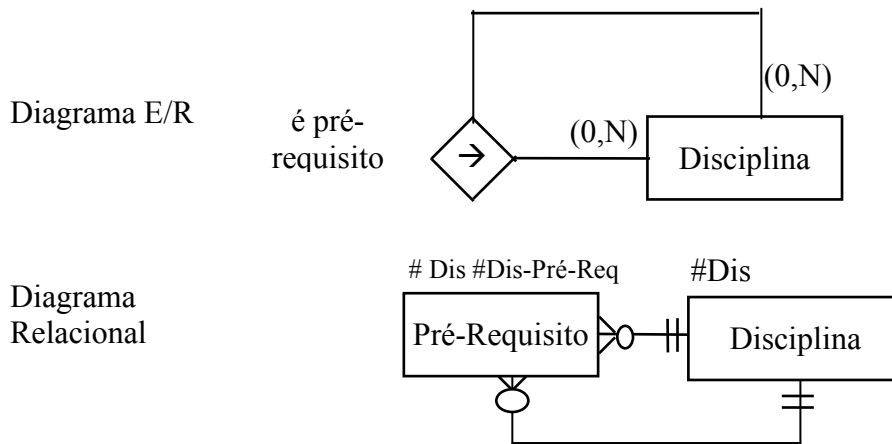 Diagrama E/R
é pré-
requisito
→
(0,N)
(0,N)
Disciplina
Diagrama
Relacional
# Dis #Dis-Pré-Req
#Dis
Pré-Requisito
Disciplina